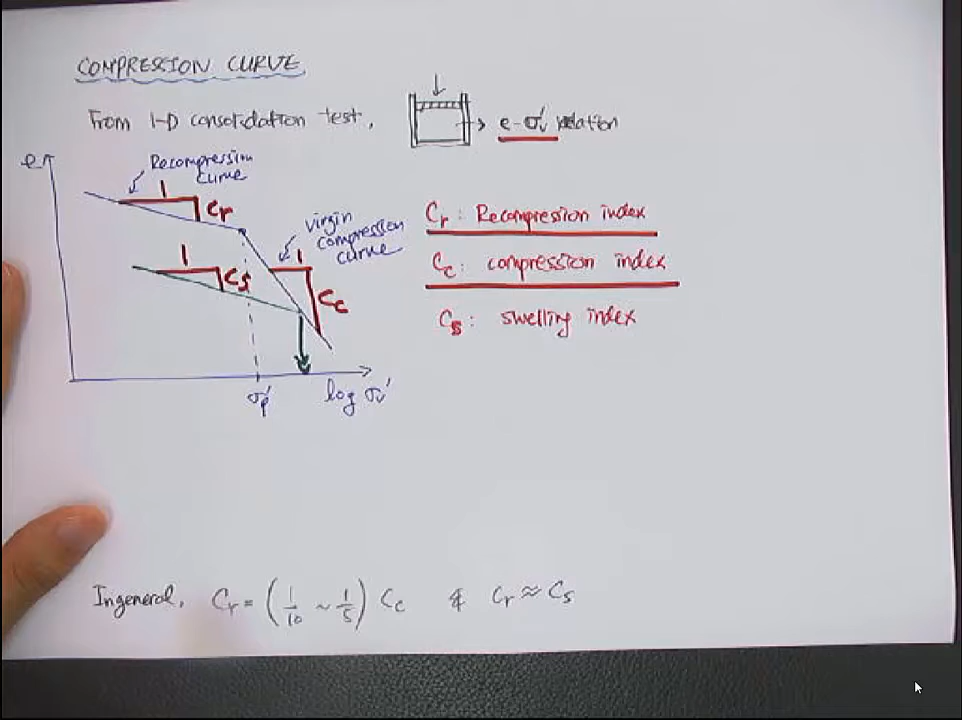 COMPRESSION CURVE
From 1-D consolidation test,
e-σv' relation
e
Recompression
curve
1
Cr
virgin
compression
curve
1
Cs
1
Cc
σp'
log σv'
Cr : Recompression index
Cc : compression index
Cs : swelling index
In general, Cr = (1/10 ~ 1/5) Cc & Cr ≈ Cs